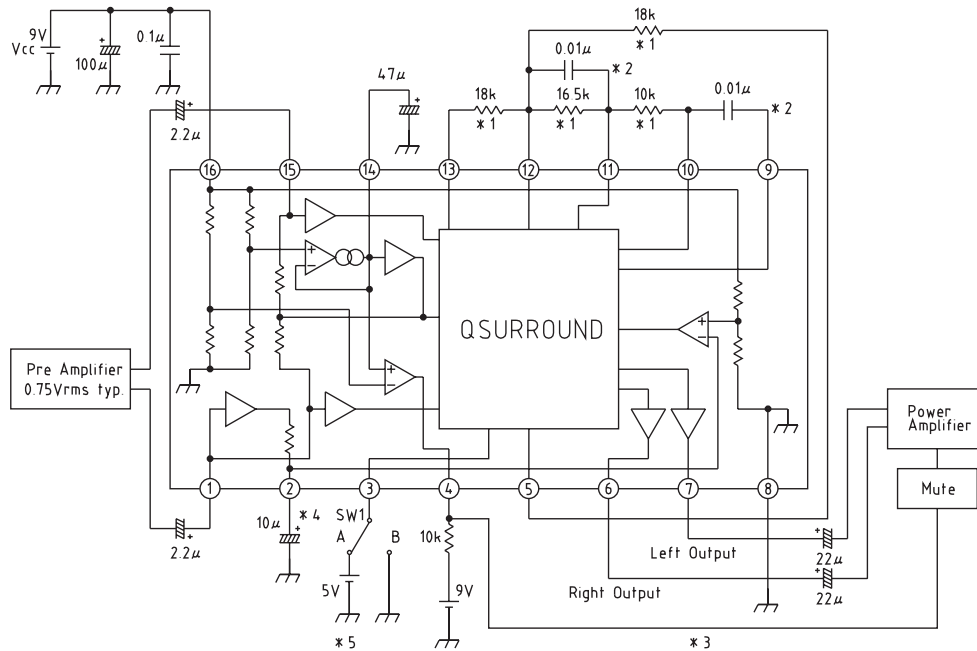 18k
*1
9V
Vcc
100μ
0.1μ
47μ
0.01μ
*2
18k
*1
16.5k
*1
10k
*1
0.01μ
*2
2.2μ
16
15
14
13
12
11
10
9
+
−
QSURROUND
+
−
+
−
Pre Amplifier
0.75Vrms typ.
Power
Amplifier
Mute
1
2
3
4
5
6
7
8
2.2μ
10μ
*4
SW1
A
B
10k
5V
9V
*5
Left Output
22μ
Right Output
22μ
*3